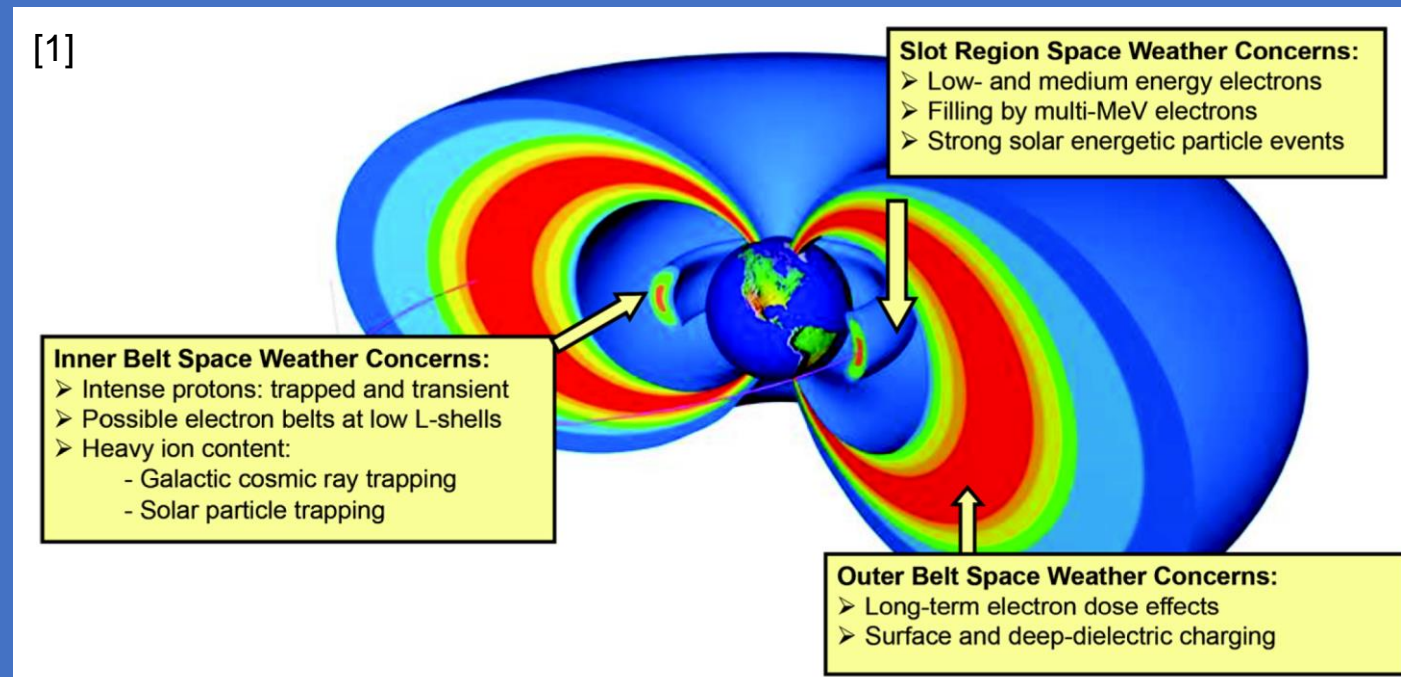 [1]
Slot Region Space Weather Concerns:
➢ Low- and medium energy electrons
➢ Filling by multi-MeV electrons
➢ Strong solar energetic particle events
Inner Belt Space Weather Concerns:
➢ Intense protons: trapped and transient
➢ Possible electron belts at low L-shells
➢ Heavy ion content:
- Galactic cosmic ray trapping
- Solar particle trapping
Outer Belt Space Weather Concerns:
➢ Long-term electron dose effects
➢ Surface and deep-dielectric charging